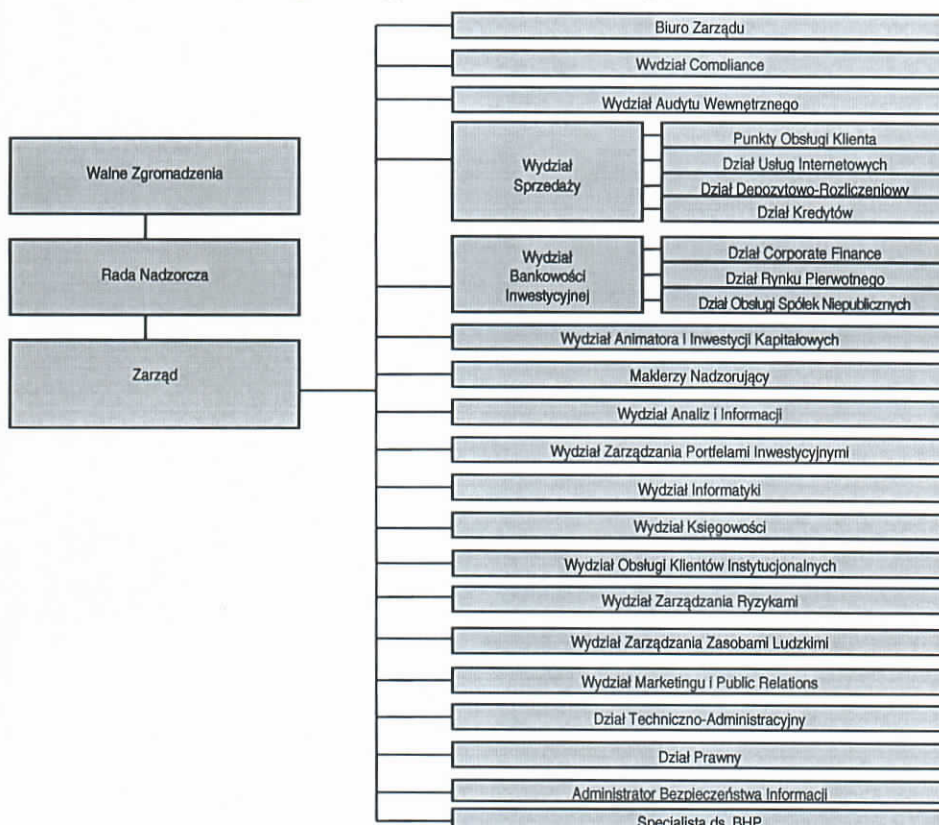 Walne Zgromadzenia
Rada Nadzorcza
Zarząd
Biuro Zarządu
Wydział Compliance
Wydział Audytu Wewnętrznego
Wydział
Sprzedaży
Punkty Obsługi Klienta
Dział Usług Internetowych
Dział Depozytowo-Rozliczeniowy
Dział Kredytów
Wydział
Bankowości
Inwestycyjnej
Dział Corporate Finance
Dział Rynku Pierwotnego
Dział Obsługi Spółek Niepublicznych
Wydział Animatora i Inwestycji Kapitałowych
Maklerzy Nadzorujący
Wydział Analiz i Informacji
Wydział Zarządzania Portfelami Inwestycyjnymi
Wydział Informatyki
Wydział Księgowości
Wydział Obsługi Klientów Instytucjonalnych
Wydział Zarządzania Ryzykami
Wydział Zarządzania Zasobami Ludzkimi
Wydział Marketingu i Public Relations
Dział Techniczno-Administracyjny
Dział Prawny
Administrator Bezpieczeństwa Informacji
Specjalista ds. BHP